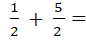 1/2 + 5/2 =